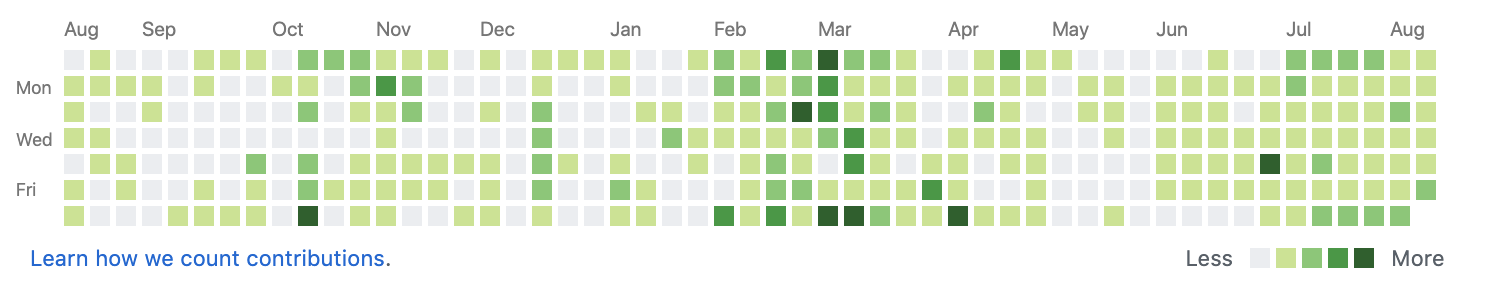 Aug Sep Oct Nov Dec Jan Feb Mar Apr May Jun Jul Aug
Mon
Wed
Fri
Learn how we count contributions.
Less More